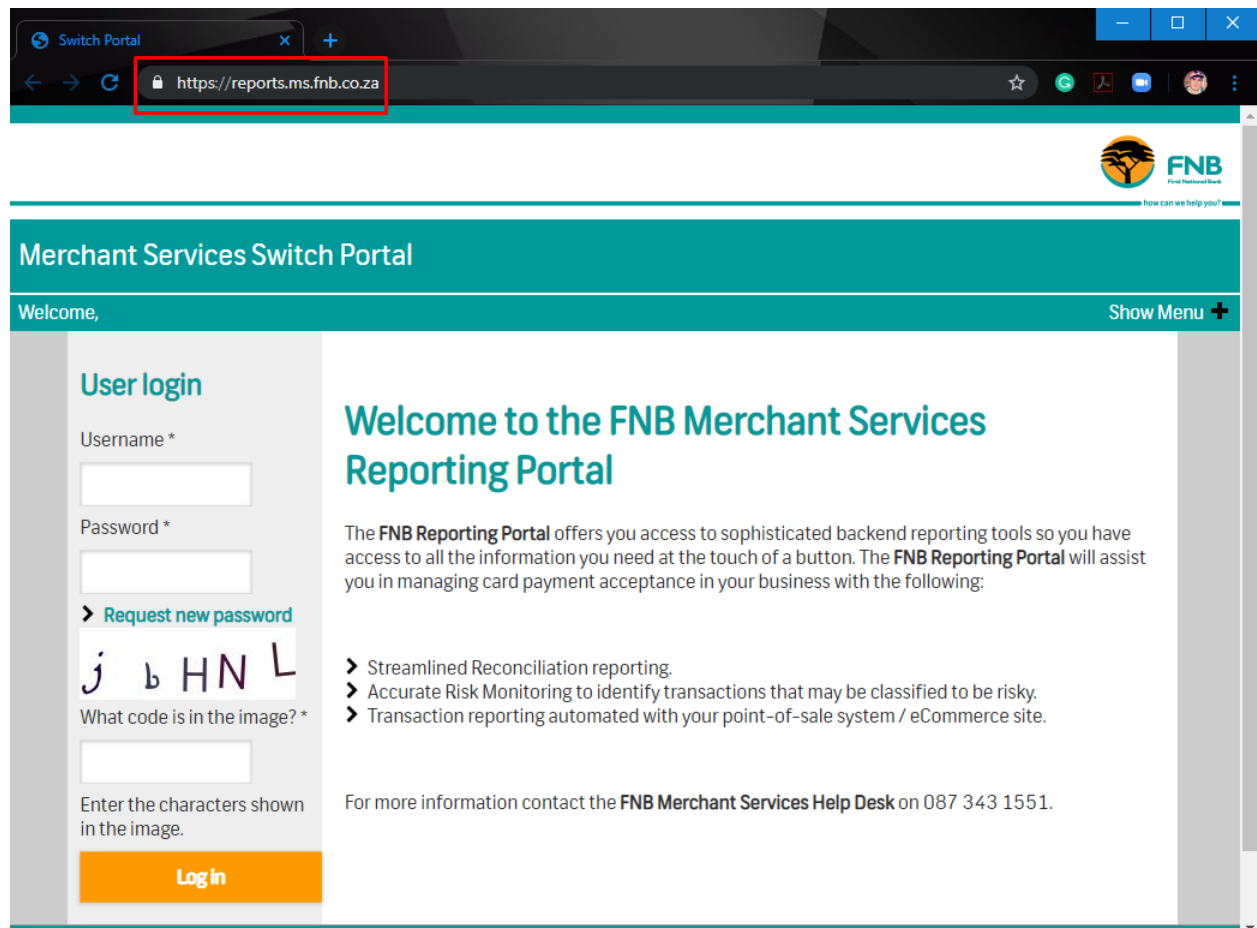 Switch Portal
https://reports.ms.fnb.co.za
FNB
First National Bank
how can we help you?
Merchant Services Switch Portal
Welcome,
Show Menu
User login
Username *
Password *
Request new password
j b H N L
What code is in the image? *
Enter the characters shown
in the image.
Log in
Welcome to the FNB Merchant Services
Reporting Portal
The FNB Reporting Portal offers you access to sophisticated backend reporting tools so you have
access to all the information you need at the touch of a button. The FNB Reporting Portal will assist
you in managing card payment acceptance in your business with the following:
Streamlined Reconciliation reporting.
Accurate Risk Monitoring to identify transactions that may be classified to be risky.
Transaction reporting automated with your point-of-sale system / eCommerce site.
For more information contact the FNB Merchant Services Help Desk on 087 343 1551.